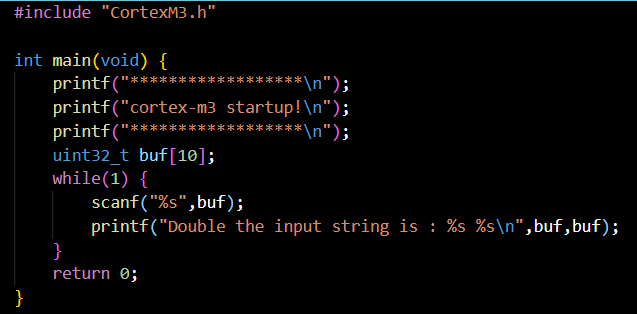 #include "CortexM3.h"
int main(void) {
printf("******************\n");
printf("cortex-m3 startup!\n");
printf("******************\n");
uint32_t buf[10];
while(1) {
scanf("%s",buf);
printf("Double the input string is : %s %s\n",buf,buf);
}
return 0;
}